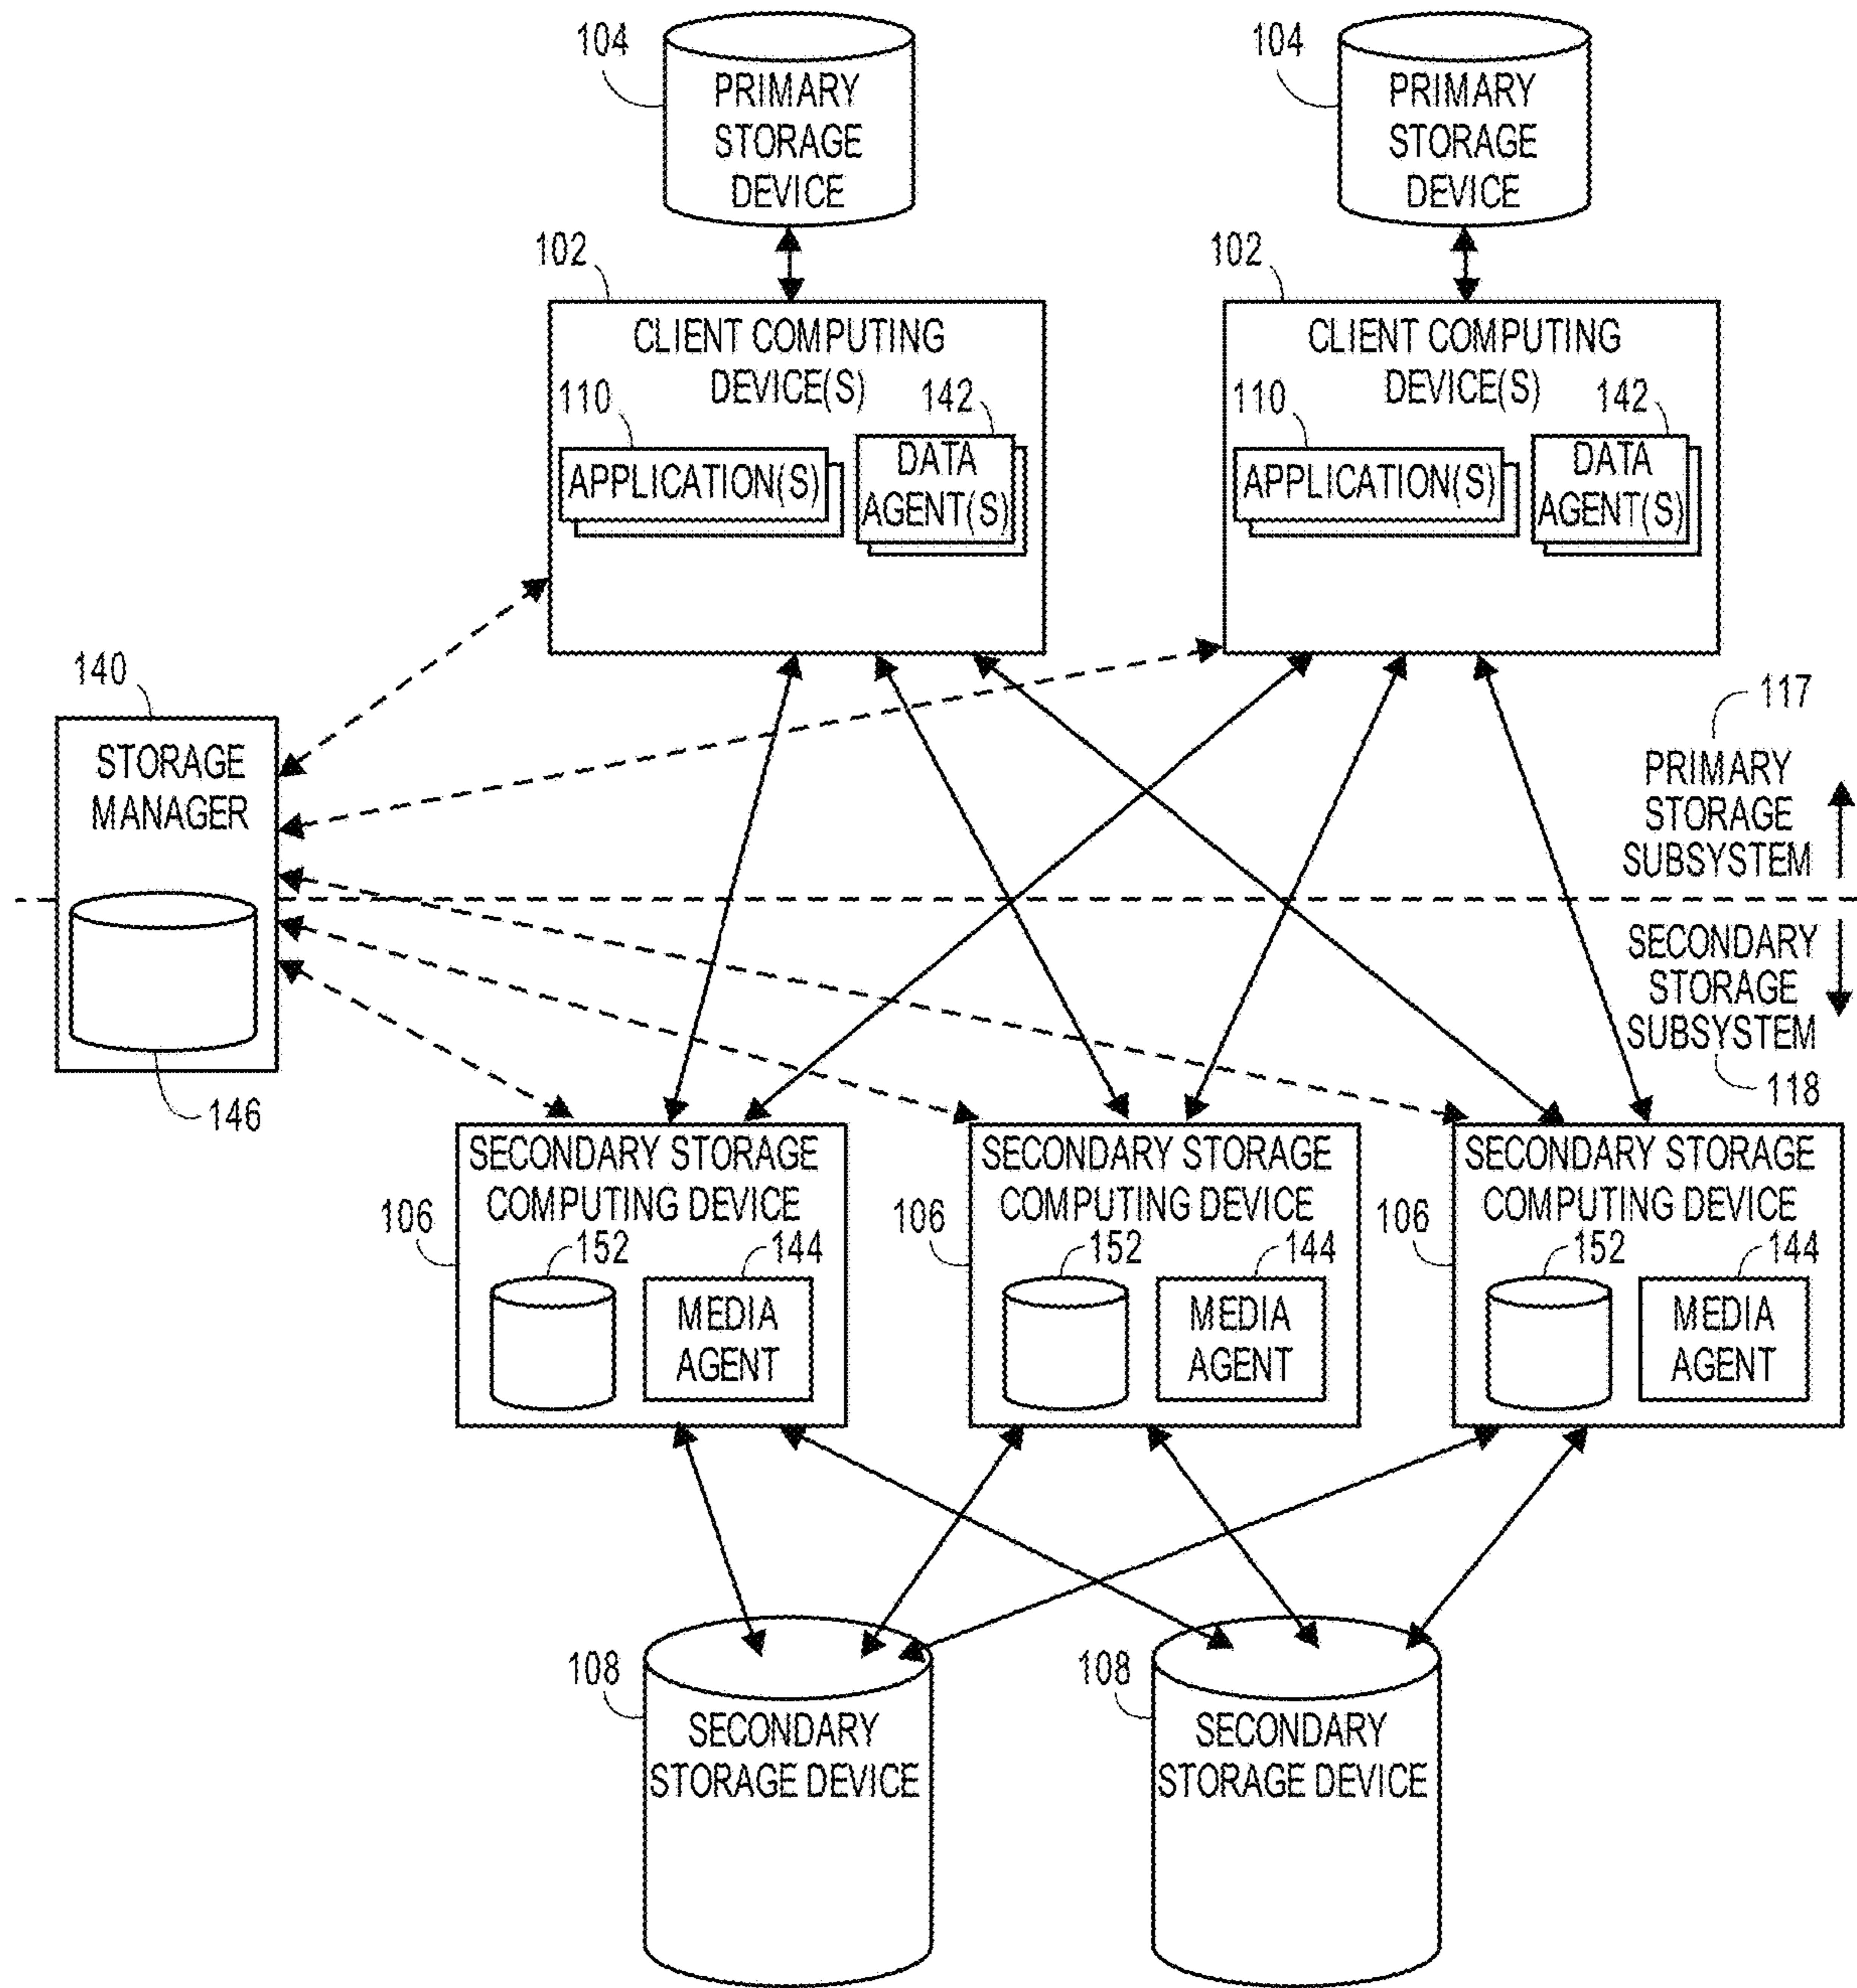 104
PRIMARY
STORAGE
DEVICE
104
PRIMARY
STORAGE
DEVICE
102
CLIENT COMPUTING
DEVICE(S)
110
142
APPLICATION(S)
DATA
AGENT(S)
102
CLIENT COMPUTING
DEVICE(S)
110
142
APPLICATION(S)
DATA
AGENT(S)
140
STORAGE
MANAGER
146
117
PRIMARY
STORAGE
SUBSYSTEM
SECONDARY
STORAGE
SUBSYSTEM
118
SECONDARY STORAGE
COMPUTING DEVICE
106
152
144
MEDIA
AGENT
SECONDARY STORAGE
COMPUTING DEVICE
106
152
144
MEDIA
AGENT
SECONDARY STORAGE
COMPUTING DEVICE
106
152
144
MEDIA
AGENT
108
SECONDARY
STORAGE DEVICE
108
SECONDARY
STORAGE DEVICE